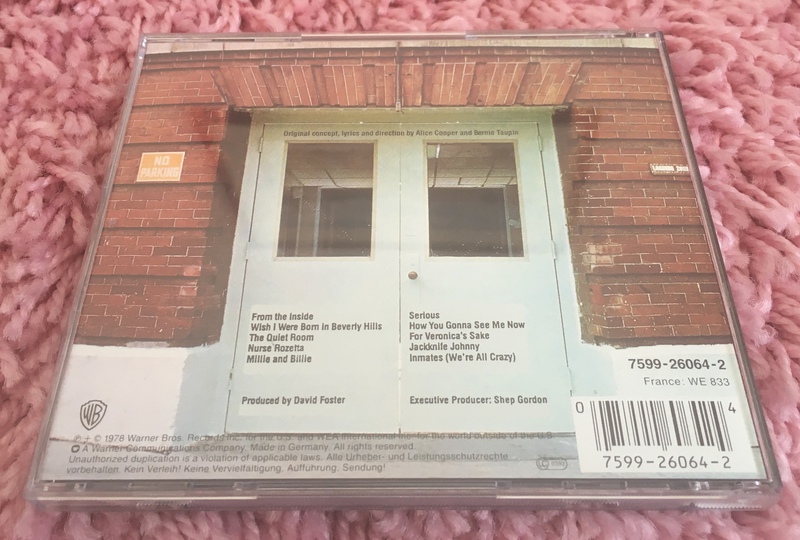 Original concept, lyrics and direction by Alice Cooper and Bernie Taupin
NO
PARKING
From the Inside
Wish I Were Born in Beverly Hills
The Quiet Room
Nurse Rozetta
Millie and Billie
Serious
How You Gonna See Me Now
For Veronica's Sake
Jackknife Johnny
Inmates (We're All Crazy)
Produced by David Foster
Executive Producer: Shep Gordon
7599-26064-2
France: WE 833
0 4
7599-26064-2
℗ + © 1978 Warner Bros. Records Inc. for the U.S. and WEA International Inc. for the world outside of the U.S.
A Warner Communications Company. Made in Germany. All rights reserved.
Unauthorized duplication is a violation of applicable laws. Alle Urheber- und Leistungsschutzrechte
vorbehalten. Kein Verleih! Keine Vervielfältigung, Aufführung, Sendung!